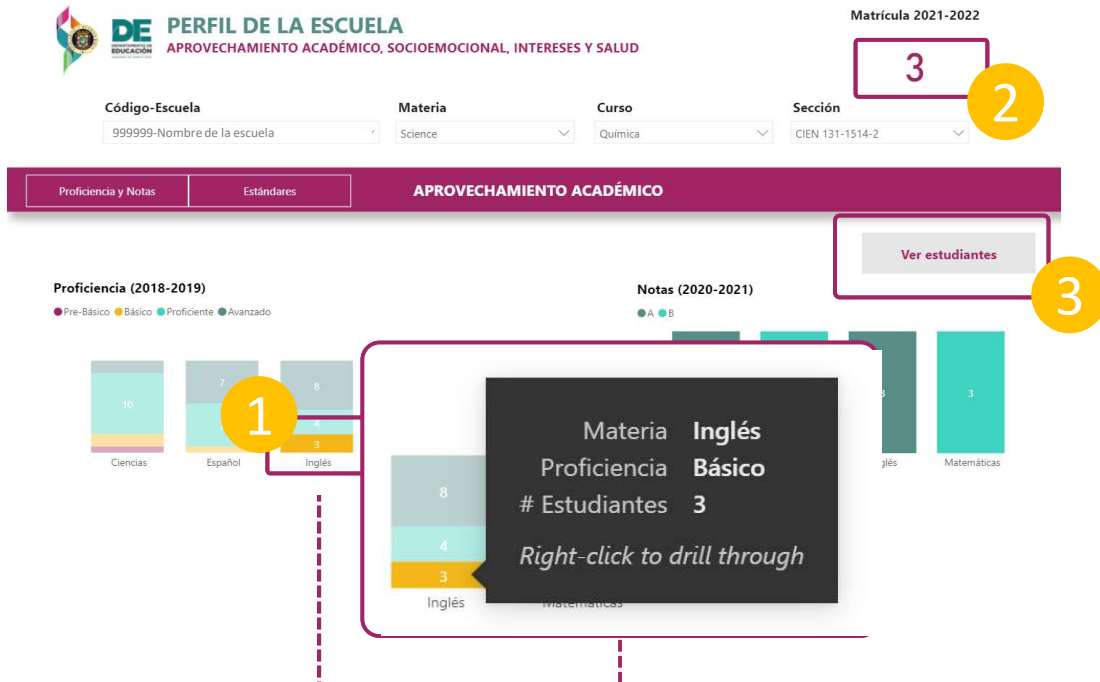 PERFIL DE LA ESCUELA
APROVECHAMIENTO ACADÉMICO, SOCIOEMOCIONAL, INTERESES Y SALUD
DE
DEPARTAMENTO DE
EDUCACIÓN
Matrícula 2021-2022
3
2
Código-Escuela
Materia
Curso
Sección
999999-Nombre de la escuela
Science
Química
CIEN 131-1514-2
Proficiencia y Notas
Estándares
APROVECHAMIENTO ACADÉMICO
Ver estudiantes
3
Proficiencia (2018-2019)
Pre-Básico Básico Proficiente Avanzado
Notas (2020-2021)
A B
10
7
8
4
3
1
Ciencias
Español
Inglés
3
glés
Matemáticas
Materia Inglés
Proficiencia Básico
# Estudiantes 3
Right-click to drill through
8
4
3
Inglés
Matemáticas